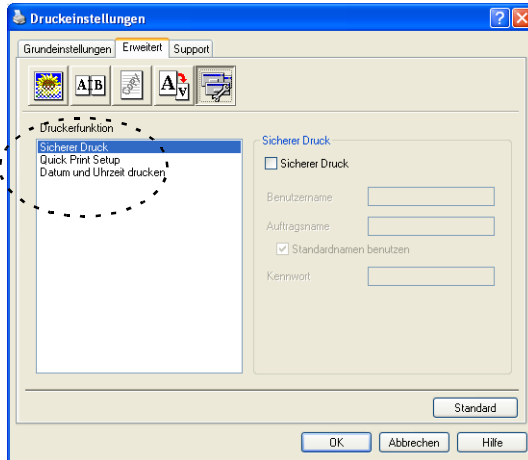 Druckeinstellungen
Grundeinstellungen Erweitert Support
A B
A A
Druckerfunktion
Sicherer Druck
Quick Print Setup
Datum und Uhrzeit drucken
Sicherer Druck
Sicherer Druck
Benutzername
Auftragsname
Standardnamen benutzen
Kennwort
Standard
OK Abbrechen Hilfe